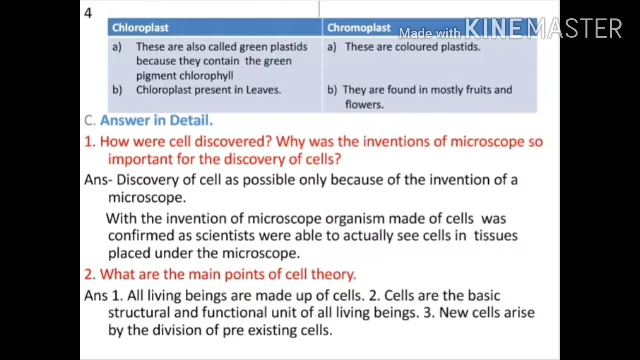 4
Made with KINEMASTER
Chloroplast Chromoplast
a) These are also called green plastids a) These are coloured plastids.
because they contain the green
pigment chlorophyll
b) Chloroplast present in Leaves. b) They are found in mostly fruits and
flowers.
C. Answer in Detail.
1. How were cell discovered? Why was the inventions of microscope so
important for the discovery of cells?
Ans- Discovery of cell as possible only because of the invention of a
microscope.
With the invention of microscope organism made of cells was
confirmed as scientists were able to actually see cells in tissues
placed under the microscope.
2. What are the main points of cell theory.
Ans 1. All living beings are made up of cells. 2. Cells are the basic
structural and functional unit of all living beings. 3. New cells arise
by the division of pre existing cells.